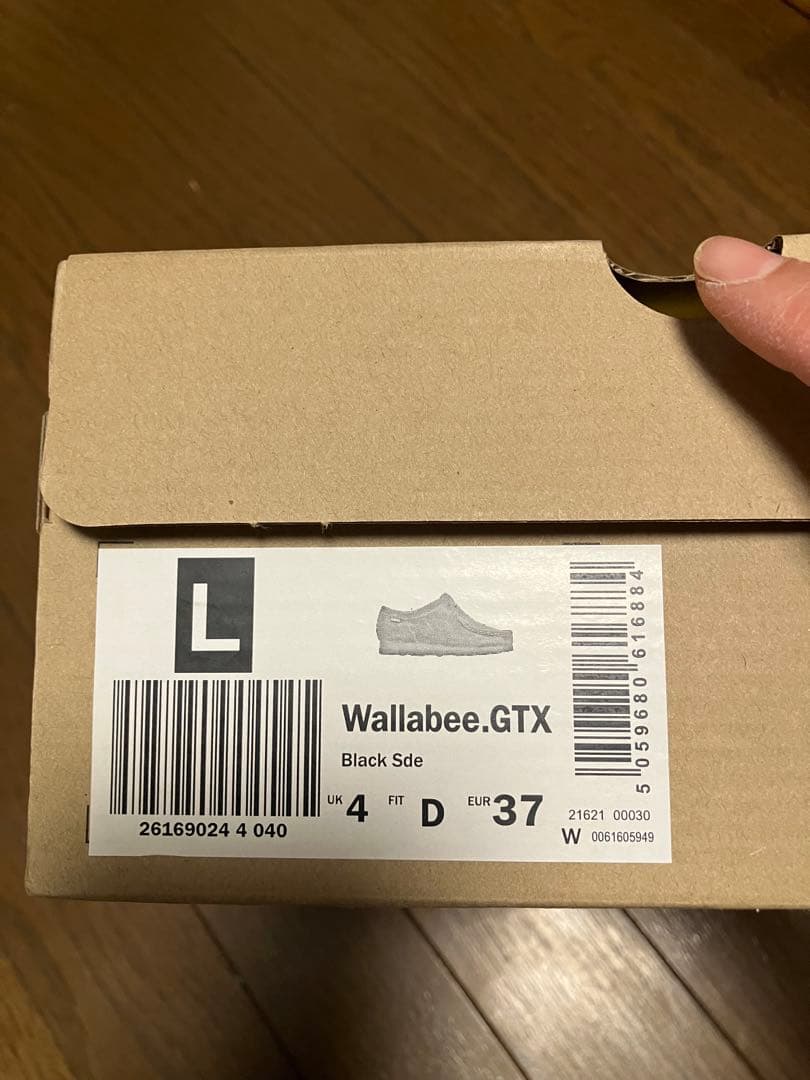 L
26169024 4 040
Wallabee.GTX
Black Sde
UK 4 FIT D EUR 37
5 059680 616884
21621 00030
W 0061605949